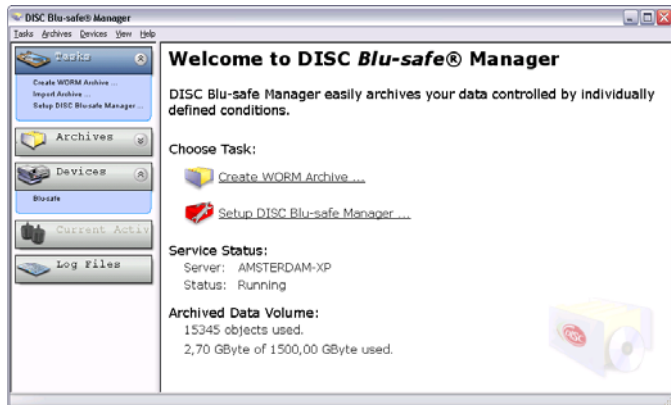 DISC Blu-safe® Manager
Tasks Archives Devices View Help
Tasks
Create WORM Archive ...
Import Archive ...
Setup DISC Blu-safe Manager ...
Archives
Devices
Blu-safe
Current Activ
Log Files
Welcome to DISC Blu-safe® Manager
DISC Blu-safe Manager easily archives your data controlled by individually
defined conditions.
Choose Task:
Create WORM Archive ...
Setup DISC Blu-safe Manager ...
Service Status:
Server: AMSTERDAM-XP
Status: Running
Archived Data Volume:
15345 objects used.
2,70 GByte of 1500,00 GByte used.
DISC